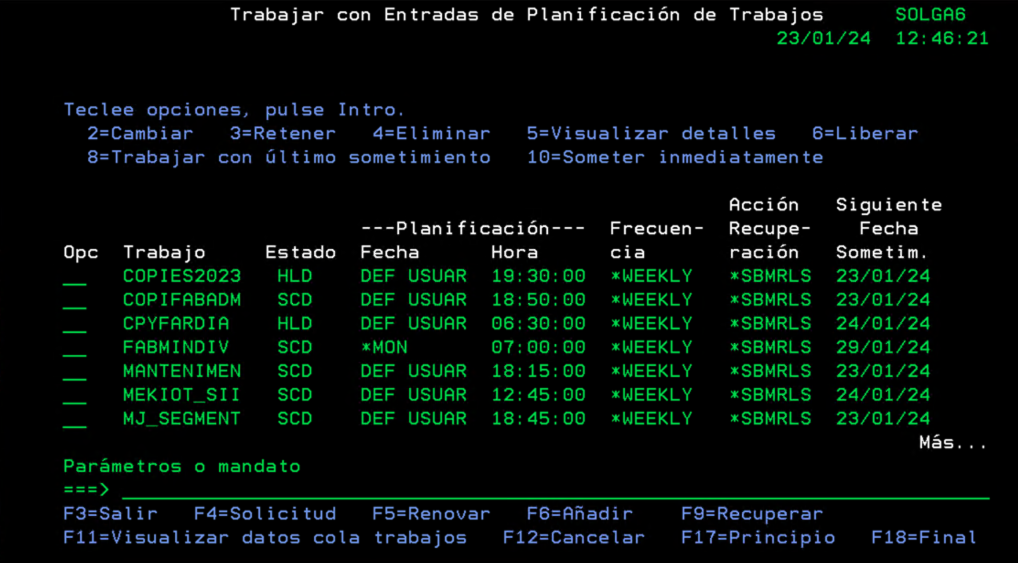 Trabajar con Entradas de Planificación de Trabajos SOLGA6
23/01/24 12:46:21
Teclee opciones, pulse Intro.
2=Cambiar 3=Retener 4=Eliminar 5=Visualizar detalles 6=Liberar
8=Trabajar con último sometimiento 10=Someter inmediatamente
Acción Siguiente
---Planificación--- Frecuen- Recupe- Fecha
Opc Trabajo Estado Fecha Hora cia ración Sometim.
__ COPIES2023 HLD DEF USUAR 19:30:00 *WEEKLY *SBMRLS 23/01/24
__ COPIFABADM SCD DEF USUAR 18:50:00 *WEEKLY *SBMRLS 23/01/24
__ CPYFARDIA HLD DEF USUAR 06:30:00 *WEEKLY *SBMRLS 24/01/24
__ FABMINDIV SCD *MON 07:00:00 *WEEKLY *SBMRLS 29/01/24
__ MANTENIMEN SCD DEF USUAR 18:15:00 *WEEKLY *SBMRLS 23/01/24
__ MEKIOT_SII SCD DEF USUAR 12:45:00 *WEEKLY *SBMRLS 24/01/24
__ MJ_SEGMENT SCD DEF USUAR 18:45:00 *WEEKLY *SBMRLS 23/01/24
Más...
Parámetros o mandato
===>
F3=Salir F4=Solicitud F5=Renovar F6=Añadir F9=Recuperar
F11=Visualizar datos cola trabajos F12=Cancelar F17=Principio F18=Final